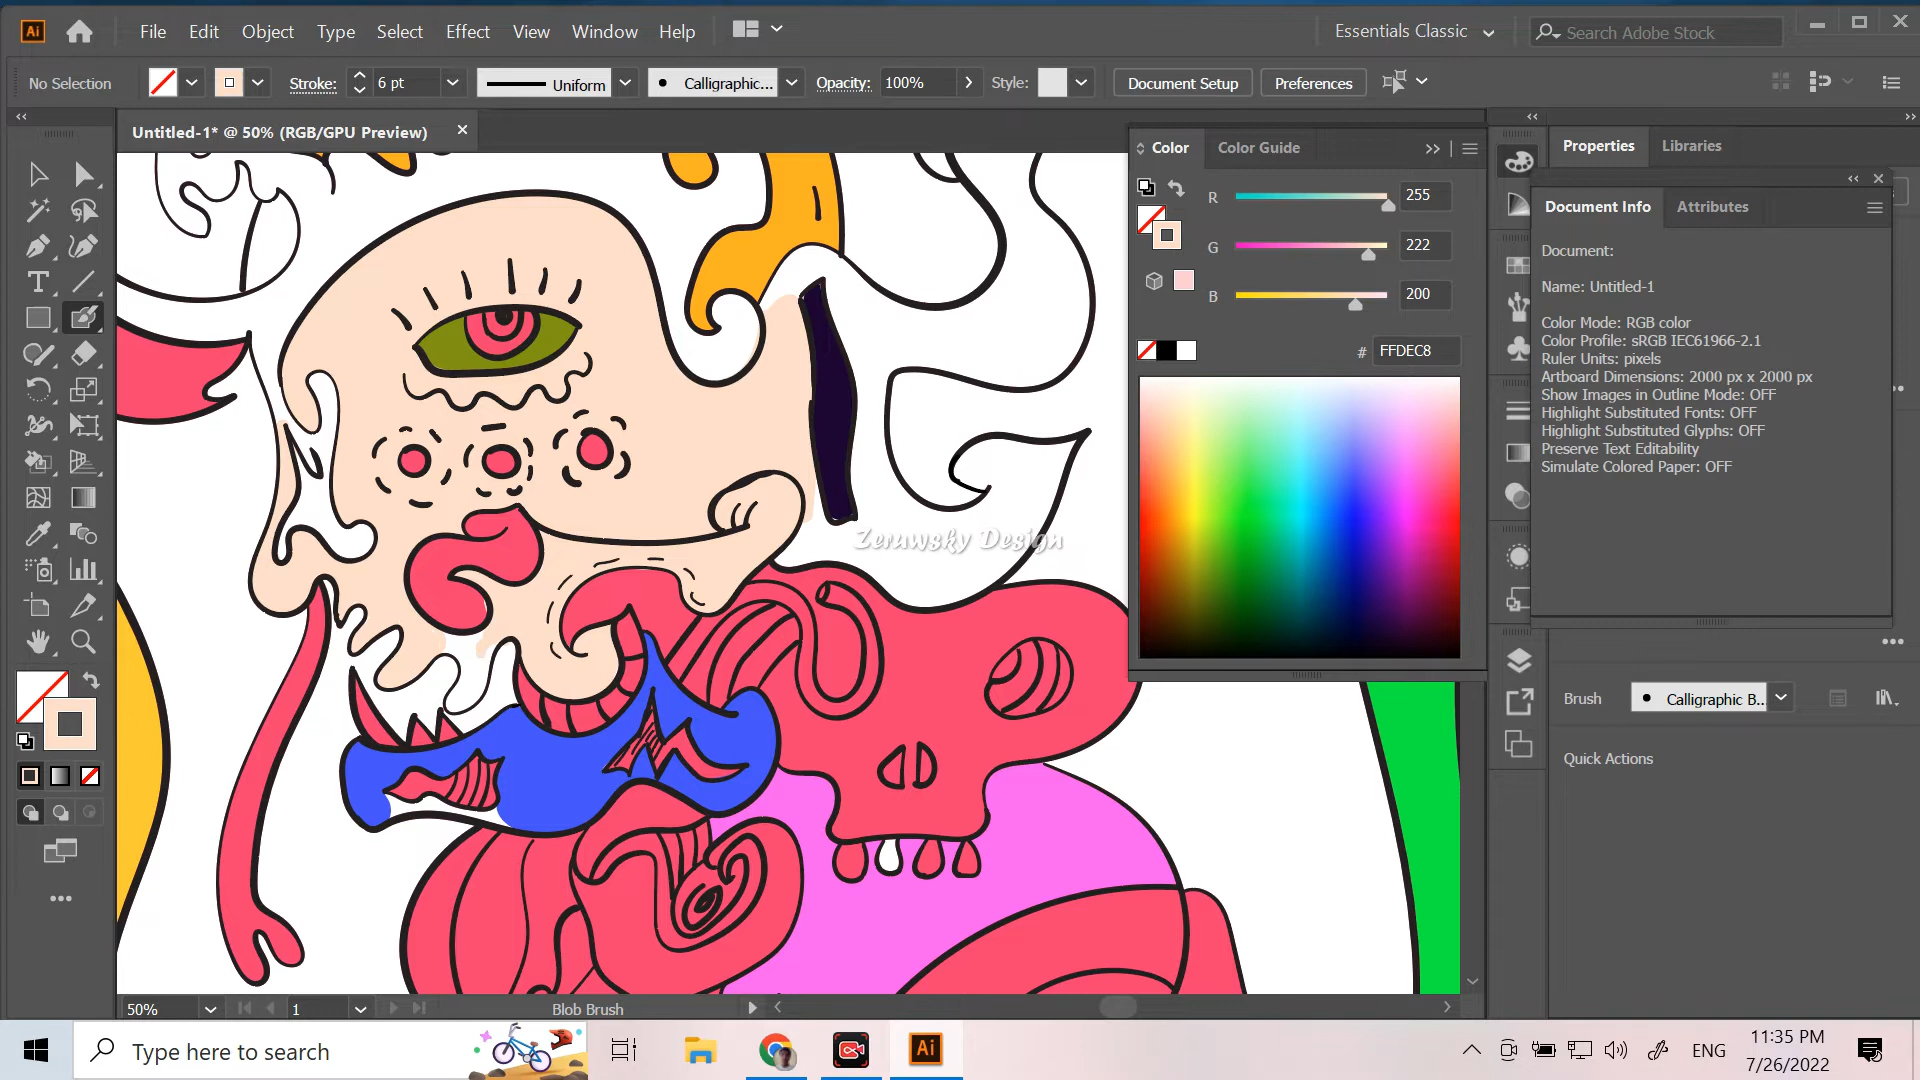 Ai File Edit Object Type Select Effect View Window Help Essentials Classic Search Adobe Stock
No Selection Stroke: 6 pt Uniform Calligraphic... Opacity: 100% Style: Document Setup Preferences
Untitled-1* @ 50% (RGB/GPU Preview)
Color Color Guide
R 255
G 222
B 200
# FFDEC8
Properties Libraries
Document Info Attributes
Document:
Name: Untitled-1
Color Mode: RGB color
Color Profile: sRGB IEC61966-2.1
Ruler Units: pixels
Artboard Dimensions: 2000 px x 2000 px
Show Images in Outline Mode: OFF
Highlight Substituted Fonts: OFF
Highlight Substituted Glyphs: OFF
Preserve Text Editability
Simulate Colored Paper: OFF
Zerawsky Design
Brush Calligraphic B...
Quick Actions
50% 1 Blob Brush
Type here to search
Ai
ENG
11:35 PM
7/26/2022